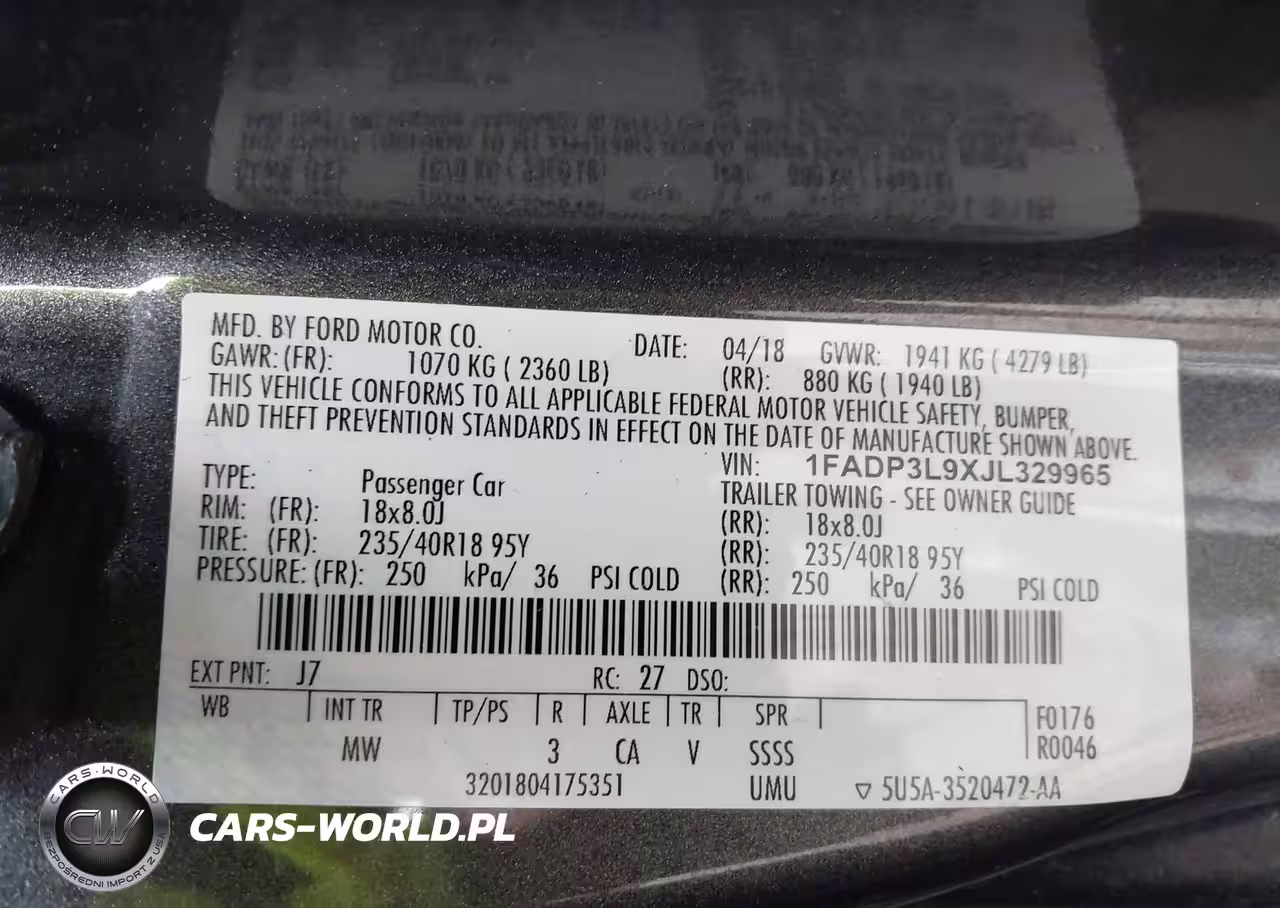 MFD. BY FORD MOTOR CO. DATE: 04/18 GVWR: 1941 KG ( 4279 LB)
GAWR: (FR): 1070 KG ( 2360 LB) (RR): 880 KG ( 1940 LB)
THIS VEHICLE CONFORMS TO ALL APPLICABLE FEDERAL MOTOR VEHICLE SAFETY, BUMPER,
AND THEFT PREVENTION STANDARDS IN EFFECT ON THE DATE OF MANUFACTURE SHOWN ABOVE.
VIN: 1FADP3L9XJL329965
TYPE: Passenger Car TRAILER TOWING - SEE OWNER GUIDE
RIM: (FR): 18x8.0J (RR): 18x8.0J
TIRE: (FR): 235/40R18 95Y (RR): 235/40R18 95Y
PRESSURE: (FR): 250 kPa/ 36 PSI COLD (RR): 250 kPa/ 36 PSI COLD
EXT PNT: J7 RC: 27 DSO:
WB INT TR TP/PS R AXLE TR SPR F0176
MW 3 CA V SSSS R0046
3201804175351 UMU ▽ 5U5A-3520472-AA
CARS-WORLD
CW
BEZPOŚREDNI IMPORT Z USA
CARS-WORLD.PL